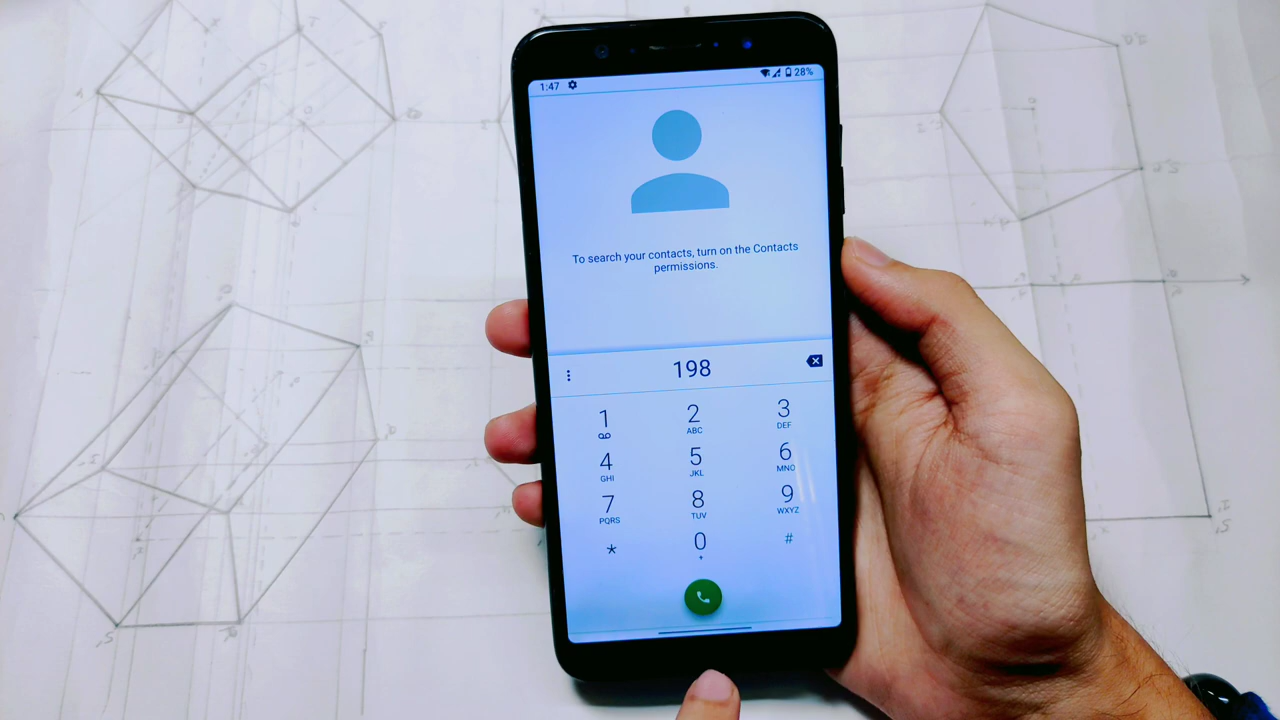 1:47 28%
To search your contacts, turn on the Contacts
permissions.
198
1 2 3
ABC DEF
4 5 6
GHI JKL MNO
7 8 9
PQRS TUV WXYZ
* 0 #
+